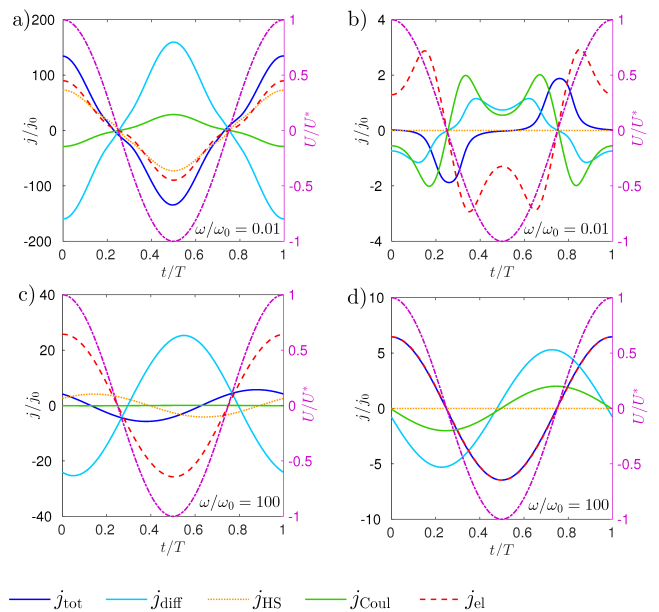 a)
200
100
0
-100
-200
j/j₀
1
0.5
0
-0.5
-1
U/U*
ω/ω₀ = 0.01
0 0.2 0.4 0.6 0.8 1
t/T
b)
4
2
0
-2
-4
j/j₀
1
0.5
0
-0.5
-1
U/U*
ω/ω₀ = 0.01
0 0.2 0.4 0.6 0.8 1
t/T
c)
40
20
0
-20
-40
j/j₀
1
0.5
0
-0.5
-1
U/U*
ω/ω₀ = 100
0 0.2 0.4 0.6 0.8 1
t/T
d)
10
5
0
-5
-10
j/j₀
1
0.5
0
-0.5
-1
U/U*
ω/ω₀ = 100
0 0.2 0.4 0.6 0.8 1
t/T
j_tot j_diff j_HS j_Coul j_el